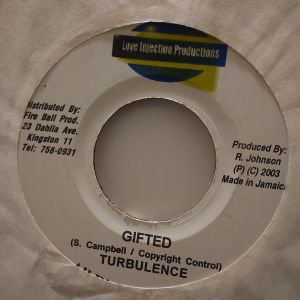 Love Injection Productions
Distributed By:
Fire Ball Prod.
23 Dahlia Ave,
Kingston 11
Tel: 758-0931
Produced By:
R. Johnson
(P) (C) 2003
Made in Jamaica
GIFTED
(S. Campbell / Copyright Control)
TURBULENCE